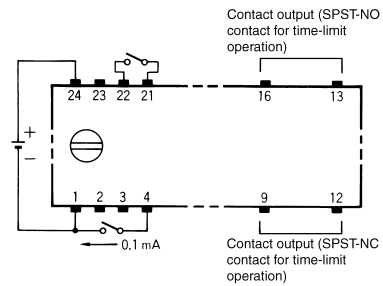 Contact output (SPST-NO
contact for time-limit
operation)
24 23 22 21 16 13
+
−
1 2 3 4 9 12
0.1 mA
Contact output (SPST-NC
contact for time-limit
operation)